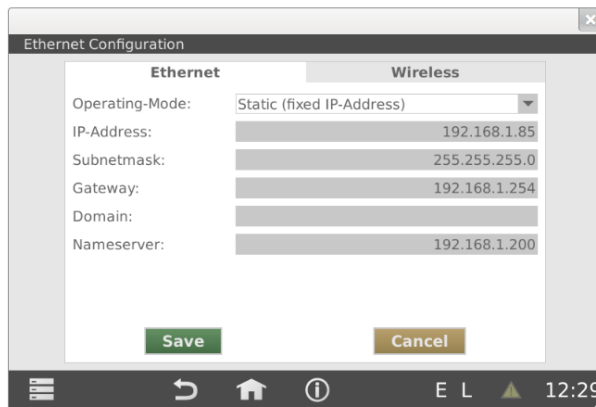 Ethernet Configuration
Ethernet Wireless
Operating-Mode: Static (fixed IP-Address)
IP-Address: 192.168.1.85
Subnetmask: 255.255.255.0
Gateway: 192.168.1.254
Domain:
Nameserver: 192.168.1.200
Save Cancel
E L 12:29